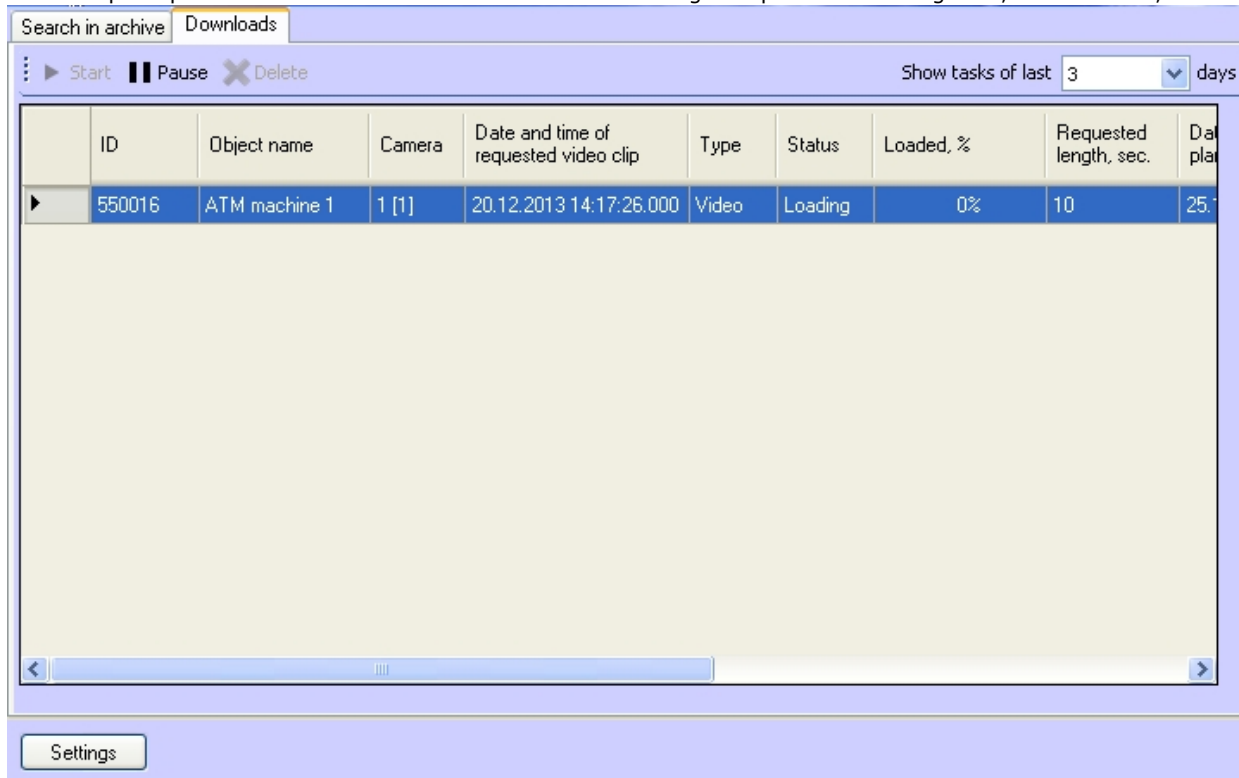 Search in archive Downloads
Start Pause Delete Show tasks of last 3 days
ID Object name Camera Date and time of requested video clip Type Status Loaded, % Requested length, sec.
550016 ATM machine 1 1 [1] 20.12.2013 14:17:26.000 Video Loading 0% 10 25.
Settings